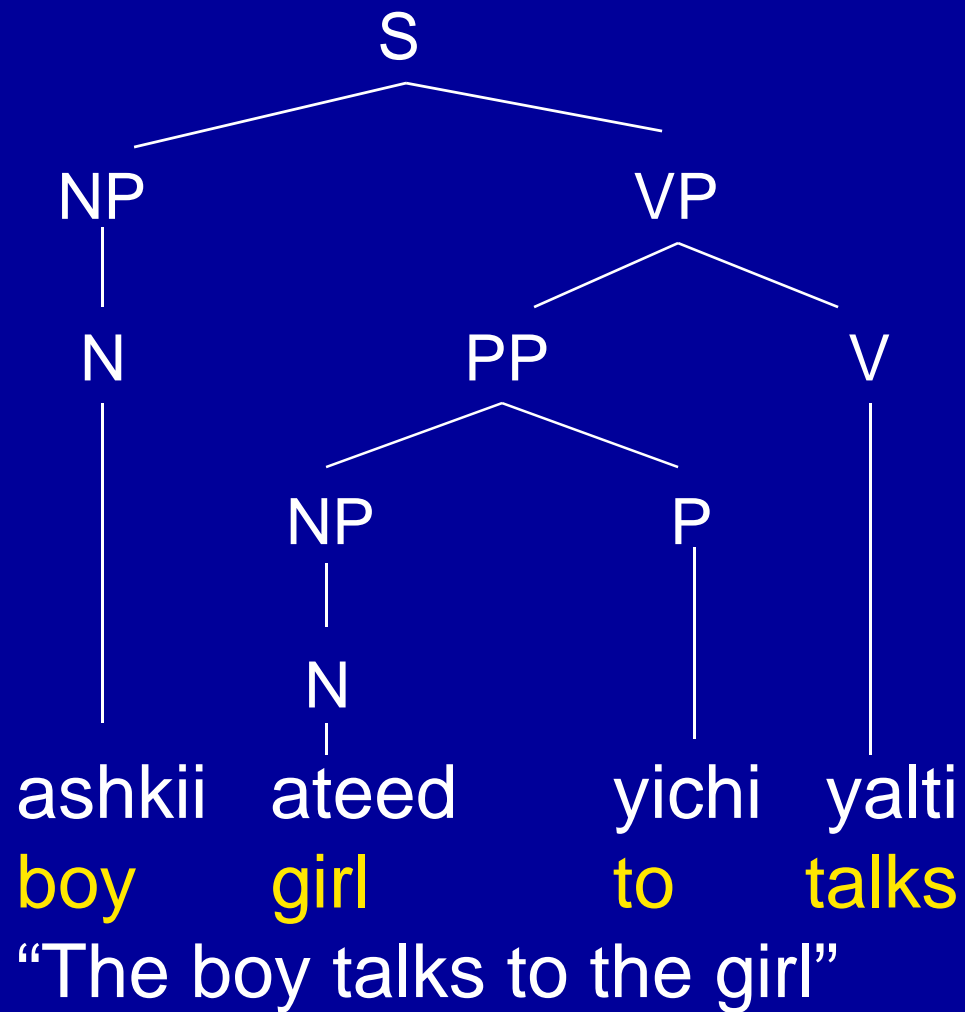 S
NP VP
N PP V
NP P
N
ashkii ateed yichi yalti
boy girl to talks
“The boy talks to the girl”